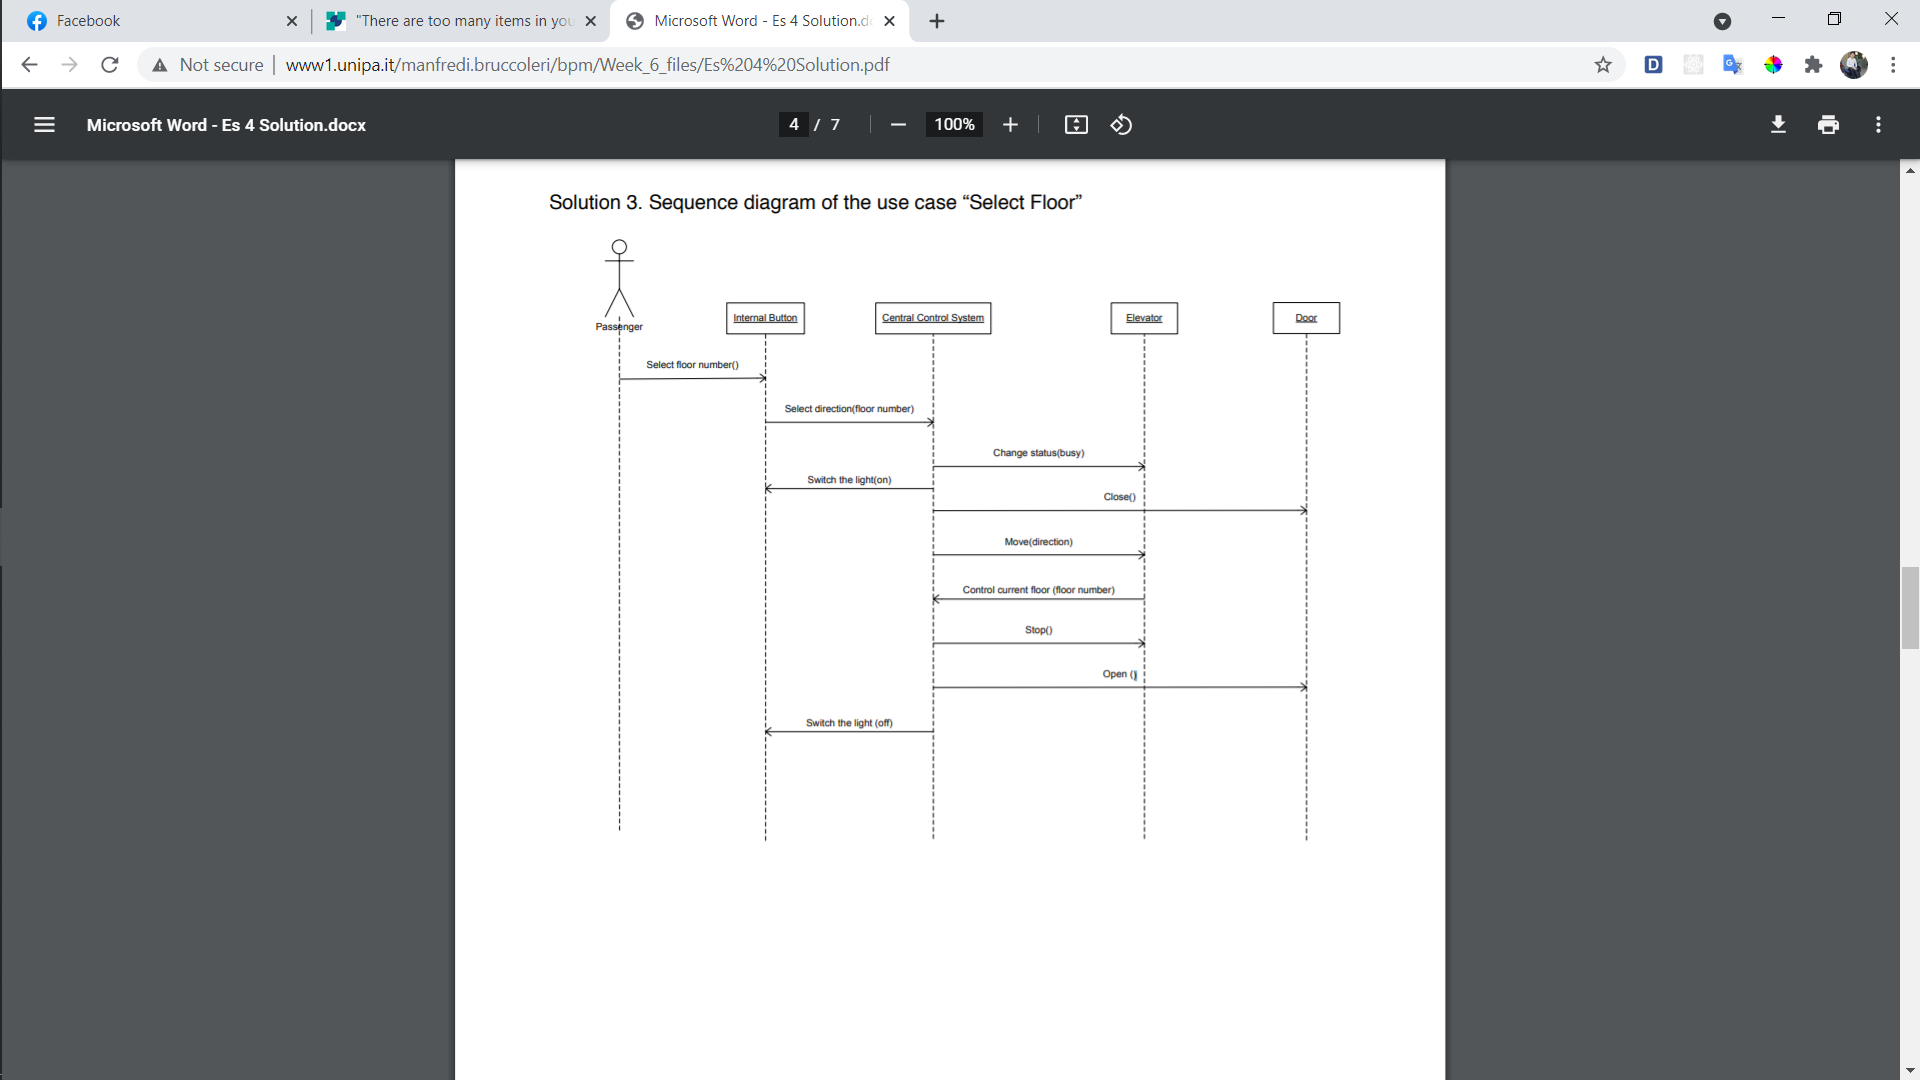 Facebook
"There are too many items in you
Microsoft Word - Es 4 Solution.d
Not secure
www1.unipa.it/manfredi.bruccoleri/bpm/Week_6_files/Es%204%20Solution.pdf
Microsoft Word - Es 4 Solution.docx
4 / 7
100%
Solution 3. Sequence diagram of the use case “Select Floor”
Passenger
Internal Button
Central Control System
Elevator
Door
Select floor number()
Select direction(floor number)
Change status(busy)
Switch the light(on)
Close()
Move(direction)
Control current floor (floor number)
Stop()
Open ()
Switch the light (off)